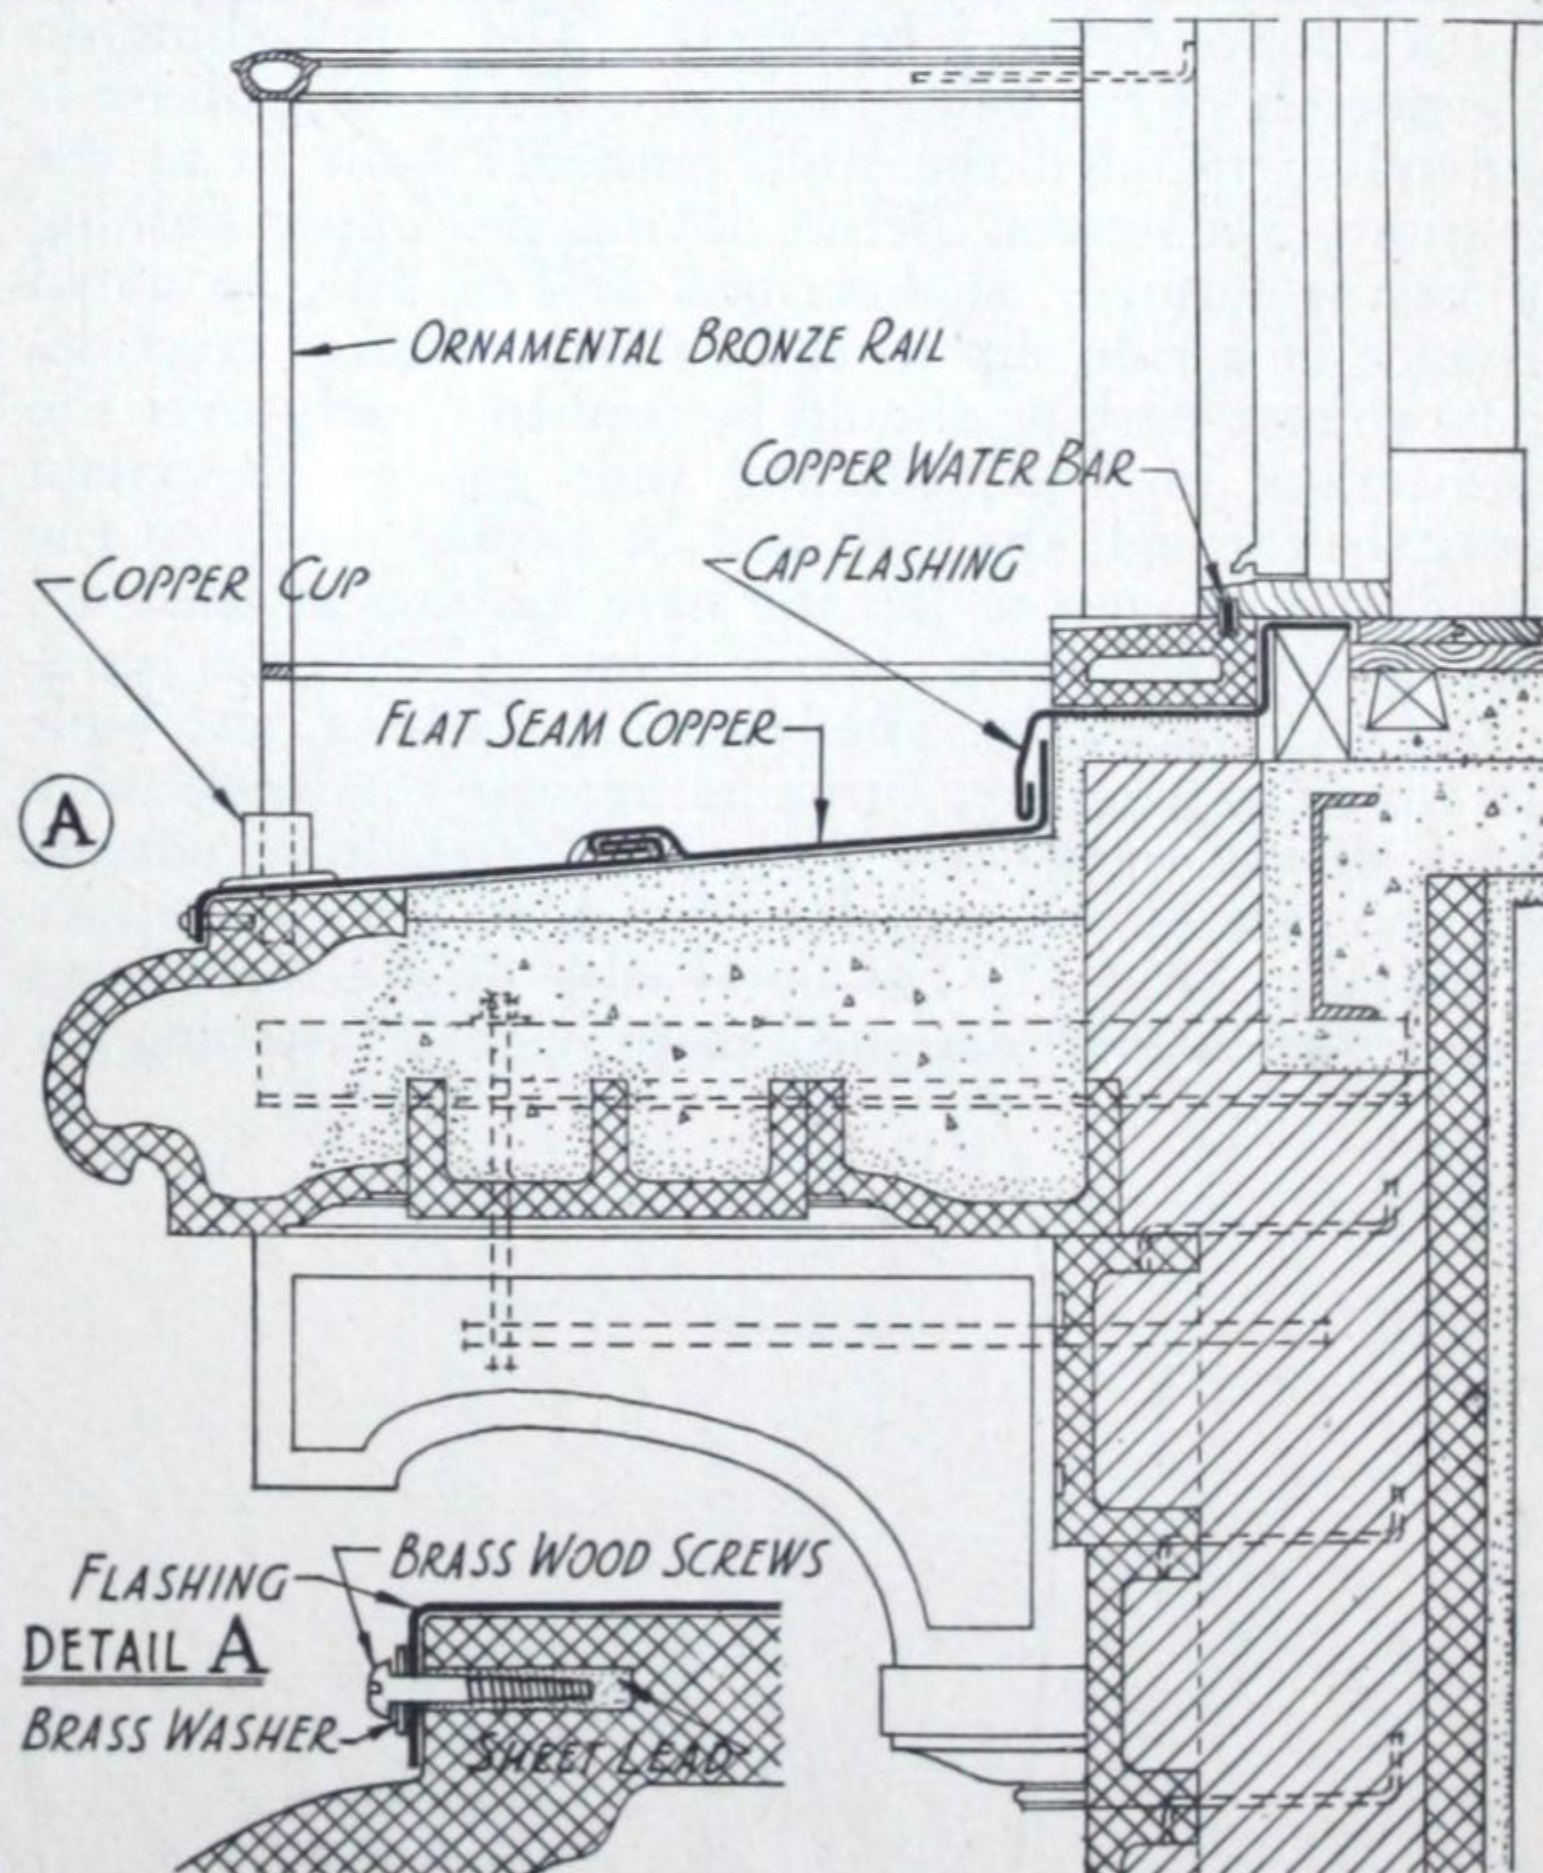 ORNAMENTAL BRONZE RAIL
COPPER WATER BAR
CAP FLASHING
COPPER CUP
FLAT SEAM COPPER
A
BRASS WOOD SCREWS
FLASHING
DETAIL A
BRASS WASHER
SHEET LEAD